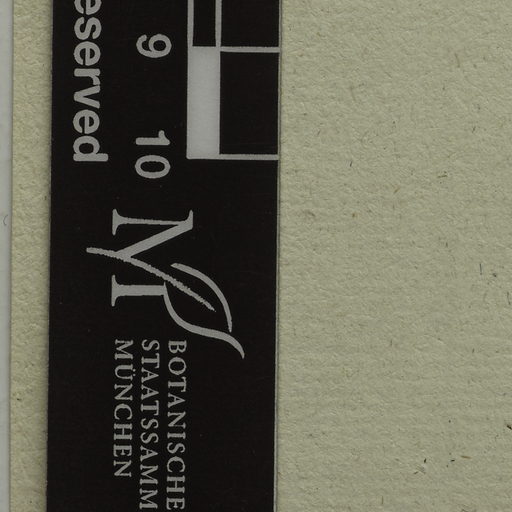 eserved
9 10
M
BOTANISCHE
STAATSSAMM
MÜNCHEN